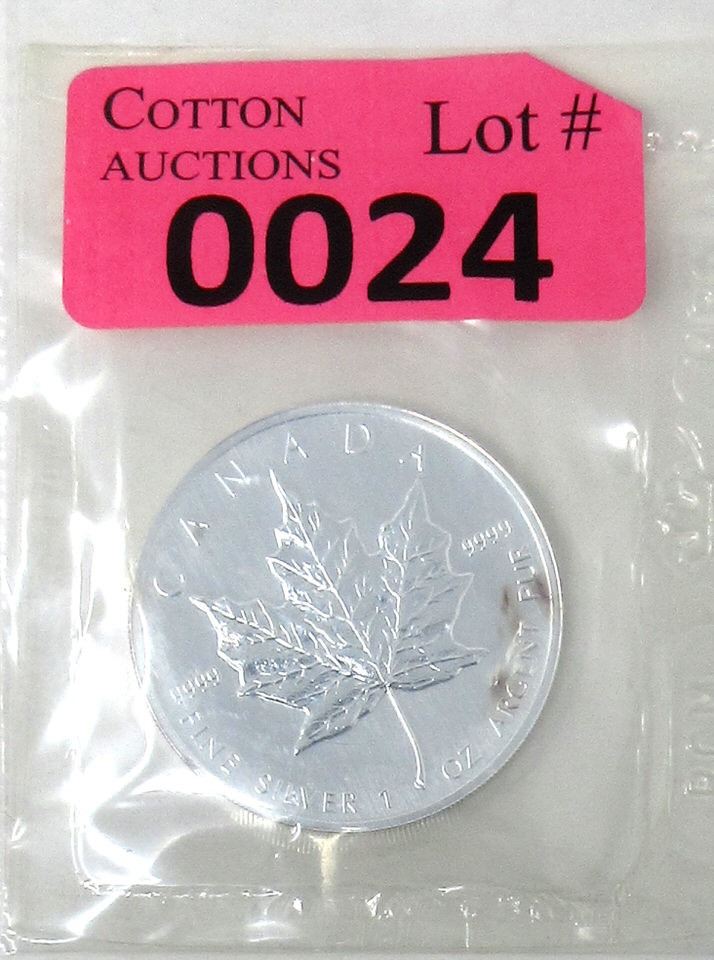 COTTON
AUCTIONS
Lot #
0024
CANADA
9999
9999
FINE SILVER 1 OZ ARGENT PUR